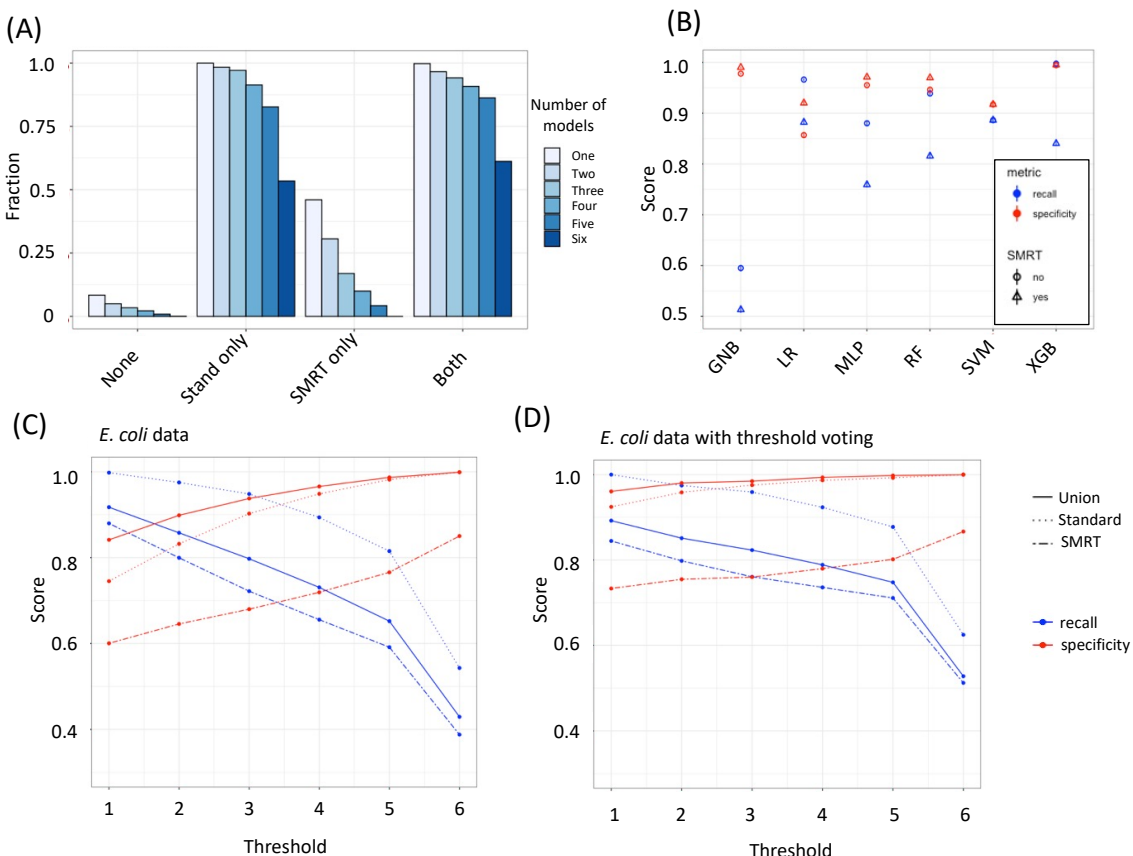 (A)
1.0
0.75
0.5
0.25
0
Fraction
None
Stand only
SMRT only
Both
Number of
models
One
Two
Three
Four
Five
Six
(B)
1.0
0.9
0.8
0.7
0.6
0.5
Score
GNB
LR
MLP
RF
SVM
XGB
metric
recall
specificity
SMRT
no
yes
(C)
E. coli data
1.0
0.8
0.6
0.4
Score
1 2 3 4 5 6
Threshold
(D)
E. coli data with threshold voting
1.0
0.8
0.6
0.4
Score
1 2 3 4 5 6
Threshold
Union
Standard
SMRT
recall
specificity